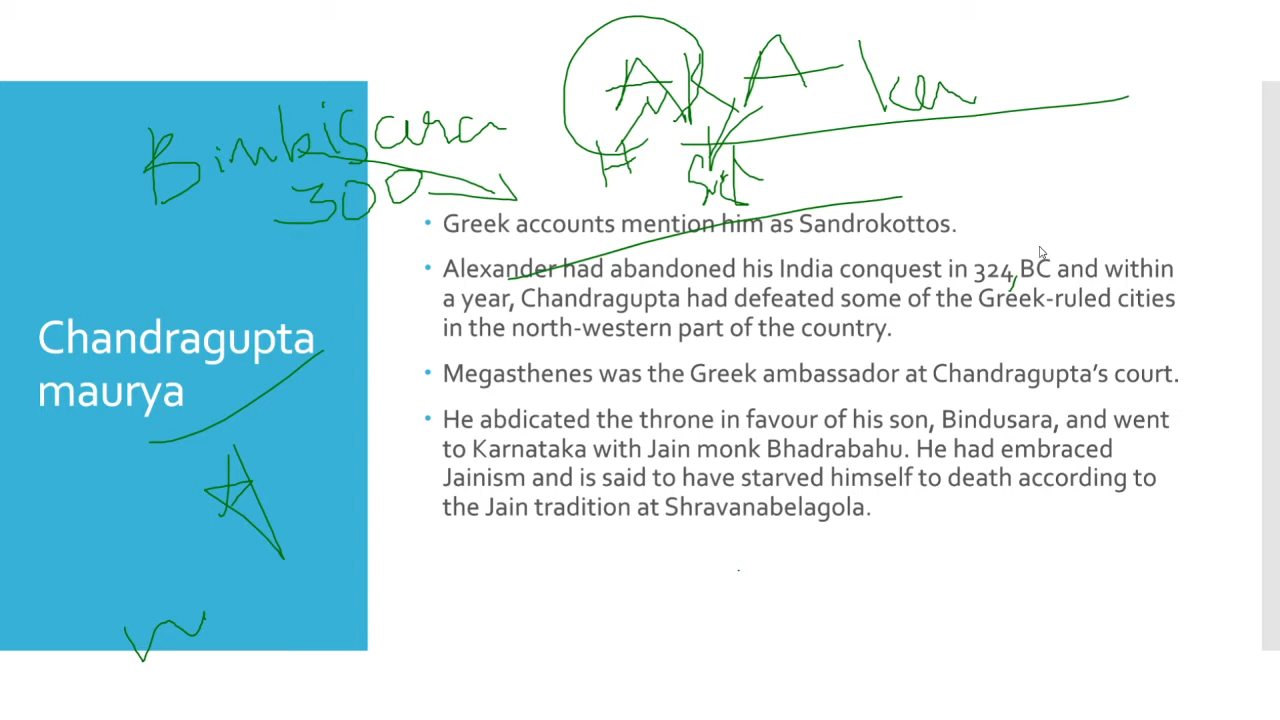 Bimbisara
300
Chandragupta
maurya
• Greek accounts mention him as Sandrokottos.
• Alexander had abandoned his India conquest in 324, BC and within
a year, Chandragupta had defeated some of the Greek-ruled cities
in the north-western part of the country.
• Megasthenes was the Greek ambassador at Chandragupta’s court.
• He abdicated the throne in favour of his son, Bindusara, and went
to Karnataka with Jain monk Bhadrabahu. He had embraced
Jainism and is said to have starved himself to death according to
the Jain tradition at Shravanabelagola.